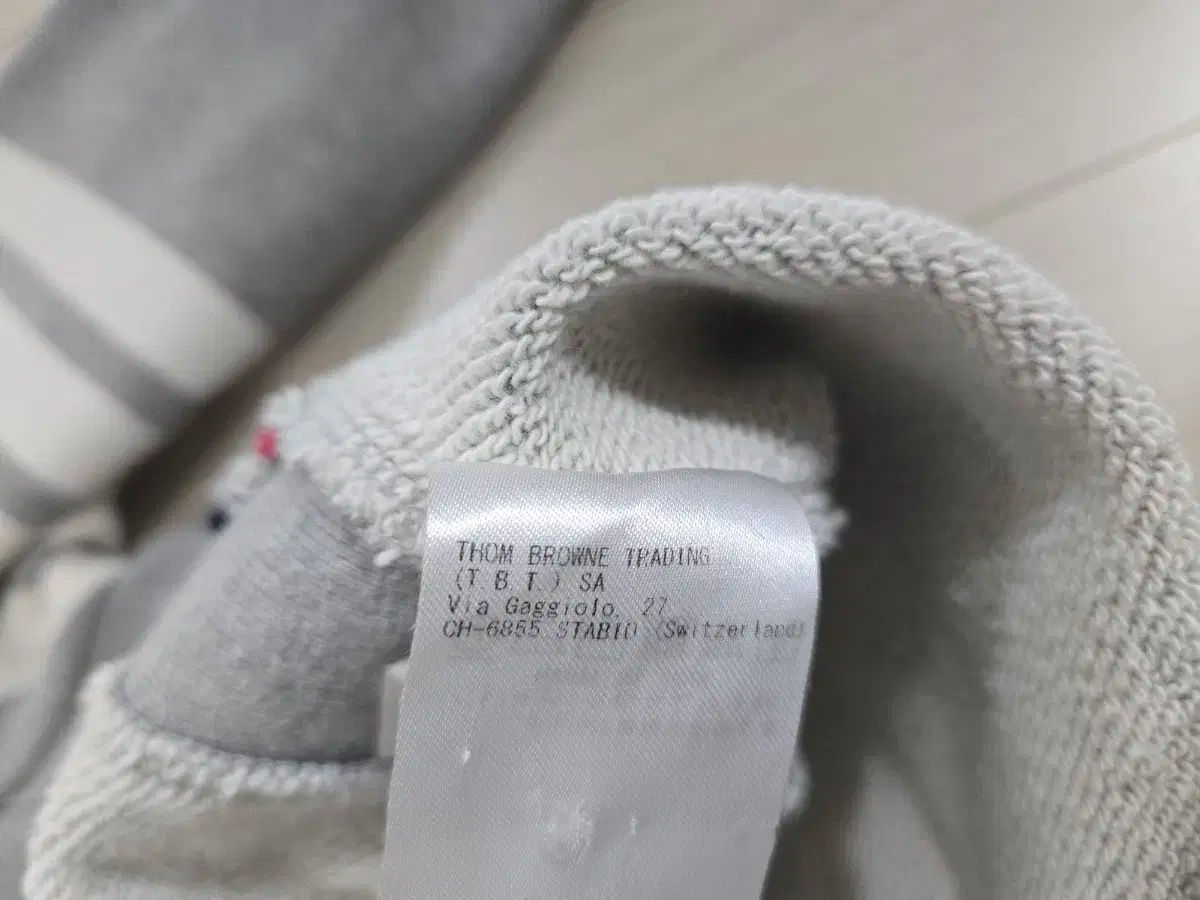 THOM BROWNE TRADING
(T B T) SA
Via Gaggiolo, 27
CH-6855 STABIO (Switzerland)